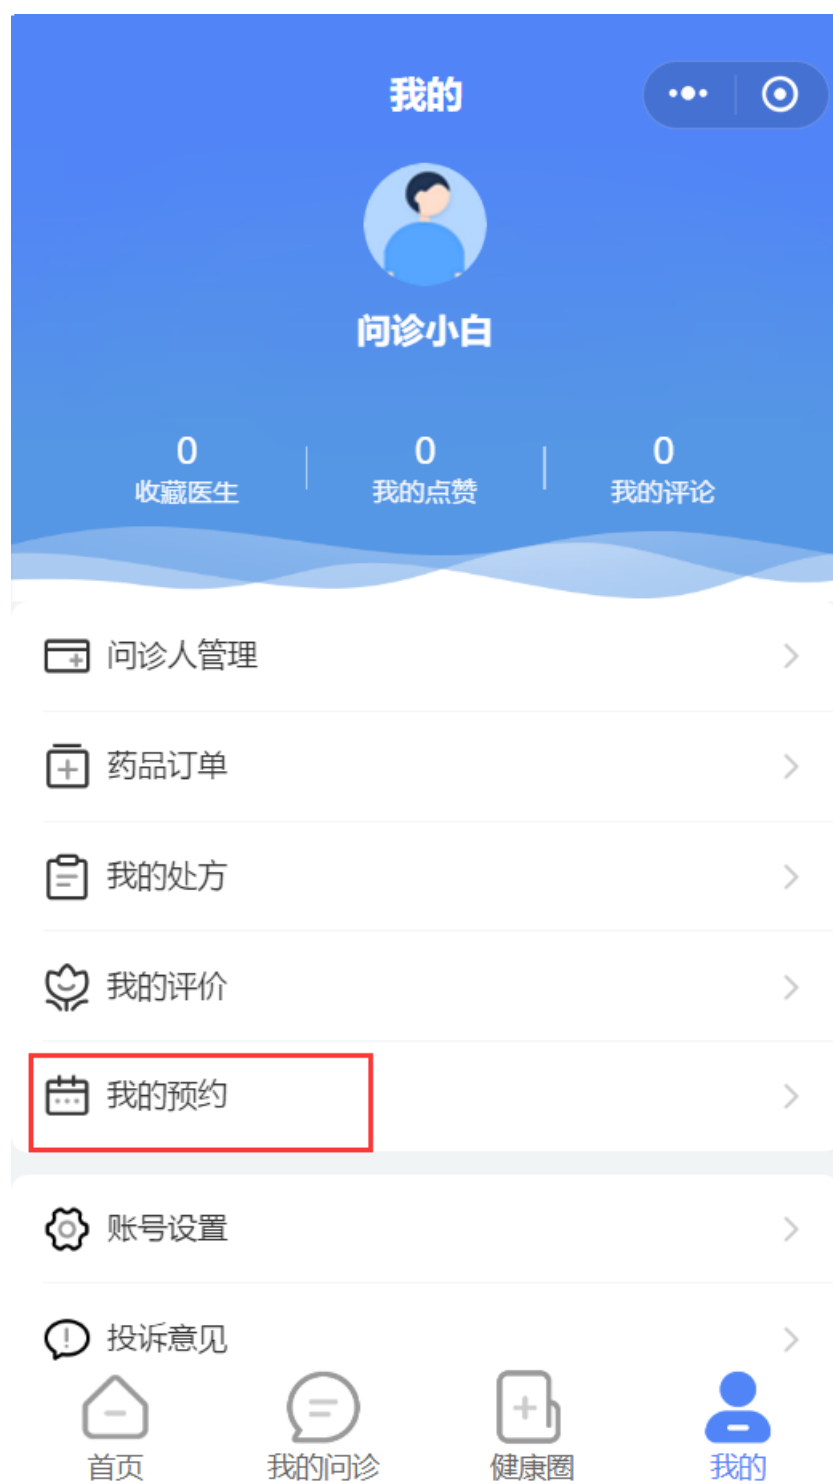 我的
问诊小白
0 0 0
收藏医生 我的点赞 我的评论
问诊人管理
药品订单
我的处方
我的评价
我的预约
账号设置
投诉意见
首页 我的问诊 健康圈 我的